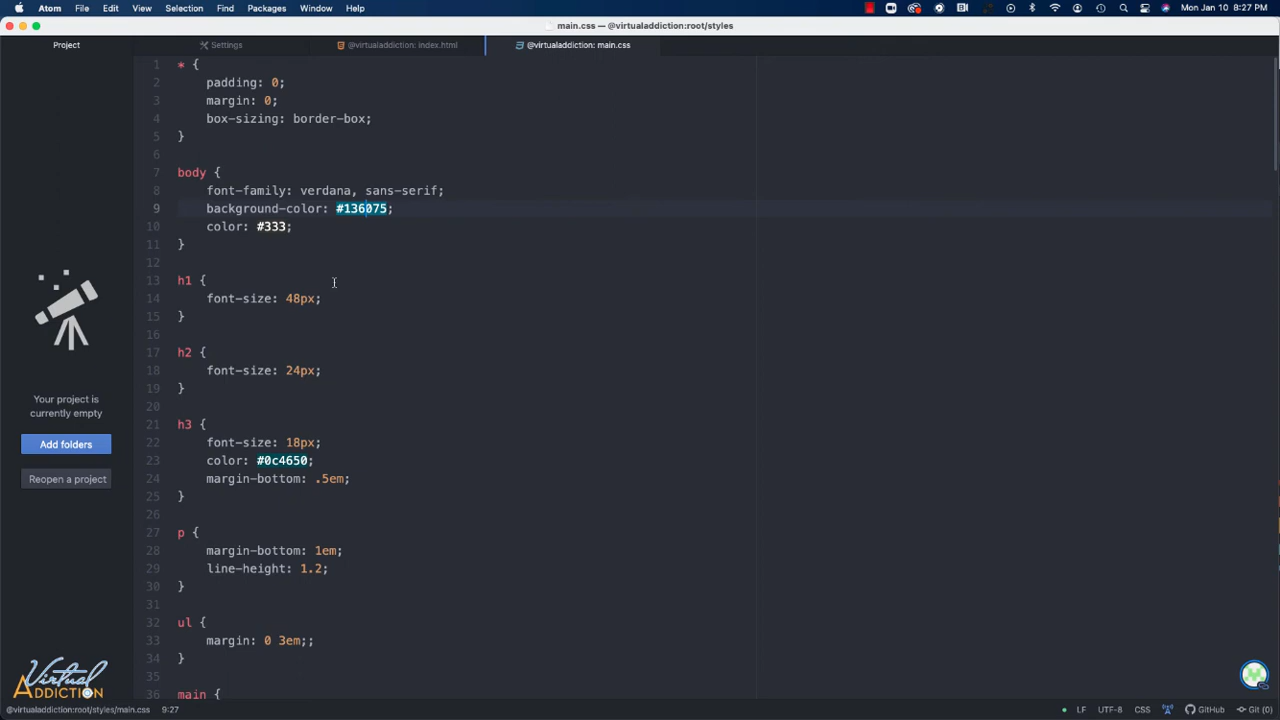 Atom File Edit View Selection Find Packages Window Help Mon Jan 10 8:27 PM
main.css — @virtualaddiction:root/styles
Project Settings @virtualaddiction: index.html @virtualaddiction: main.css
1 * {
2 padding: 0;
3 margin: 0;
4 box-sizing: border-box;
5 }
6
7 body {
8 font-family: verdana, sans-serif;
9 background-color: #136075;
10 color: #333;
11 }
12
13 h1 {
14 font-size: 48px;
15 }
16
17 h2 {
18 font-size: 24px;
19 }
20
21 h3 {
22 font-size: 18px;
23 color: #0c4650;
24 margin-bottom: .5em;
25 }
26
27 p {
28 margin-bottom: 1em;
29 line-height: 1.2;
30 }
31
32 ul {
33 margin: 0 3em;;
34 }
35
36 main {
Your project is
currently empty
Add folders
Reopen a project
Virtual
ADDICTION
@virtualaddiction:root/styles/main.css 9:27 LF UTF-8 CSS GitHub Git (0)